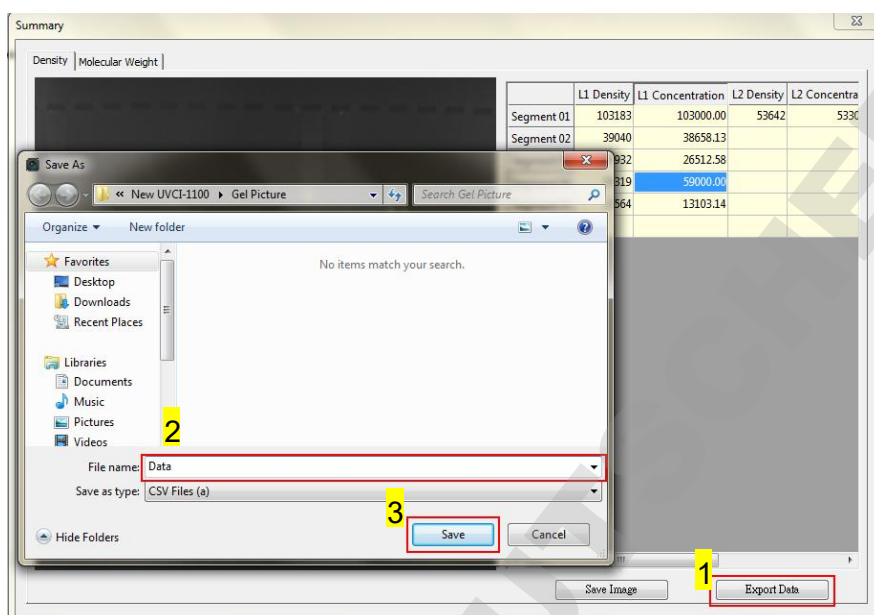 Summary
Density Molecular Weight
L1 Density L1 Concentration L2 Density L2 Concentra
Segment 01 103183 103000.00 53642 5330
Segment 02 39040 38658.13
Save As
932 26512.58
« New UVCI-1100 Gel Picture Search Gel Picture
319 59000.00
564 13103.14
Organize New folder
No items match your search.
Favorites
Desktop
Downloads
Recent Places
Libraries
Documents
Music
Pictures
Videos
2
File name: Data
Save as type: CSV Files (a)
3
Hide Folders Save Cancel
1
Save Image Export Data